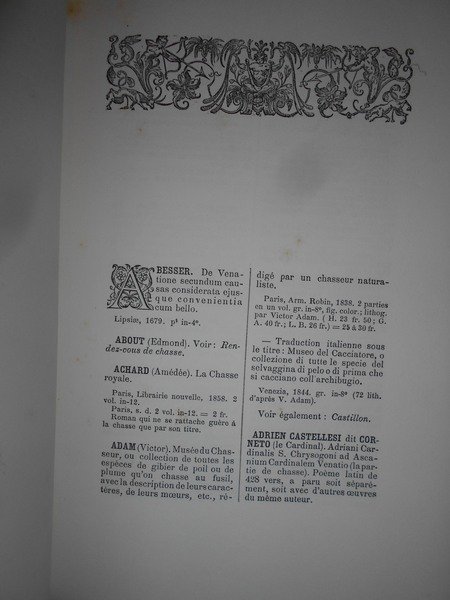 ABESSER. De Vena-
tione secundum cau-
sas considerata ejus-
que convenientia
cum bello.
Lipsiæ, 1679. pt in-4º.
ABOUT (Edmond). Voir : Ren-
dez-vous de chasse.
ACHARD (Amédée). La Chasse
royale.
Paris, Librairie nouvelle, 1858. 2
vol. in-12.
Paris, s. d. 2 vol. in-12. = 2 fr.
Roman qui ne se rattache guère à
la chasse que par son titre.
ADAM (Victor). Musée du Chas-
seur, ou collection de toutes les
espèces de gibier de poil ou de
plume qu'on chasse au fusil,
avec la description de leurs carac-
tères, de leurs mœurs, etc., ré-
digé par un chasseur natura-
liste.
Paris, Arm. Robin, 1838. 2 parties
en un vol. gr. in-8º, fig. color.; lithog.
par Victor Adam. ( H. 23 fr. 50 ; G.
A. 40 fr. ; L. B. 26 fr.) = 25 à 30 fr.
— Traduction italienne sous
le titre : Museo del Cacciatore, o
collezione di tutte le specie del
selvaggina di pelo o di prima che
si cacciano coll archibugio.
Venezia, 1844. gr. in-8º (72 lith.
d'après V. Adam).
Voir également : Castillon.
ADRIEN CASTELLESI dit COR-
NETO (le Cardinal). Adriani Car-
dinalis S. Chrysogoni ad Asca-
nium Cardinalem Venatio (la par-
tie de chasse). Poème latin de
428 vers, a paru soit séparé-
ment, soit avec d'autres œuvres
du même auteur.